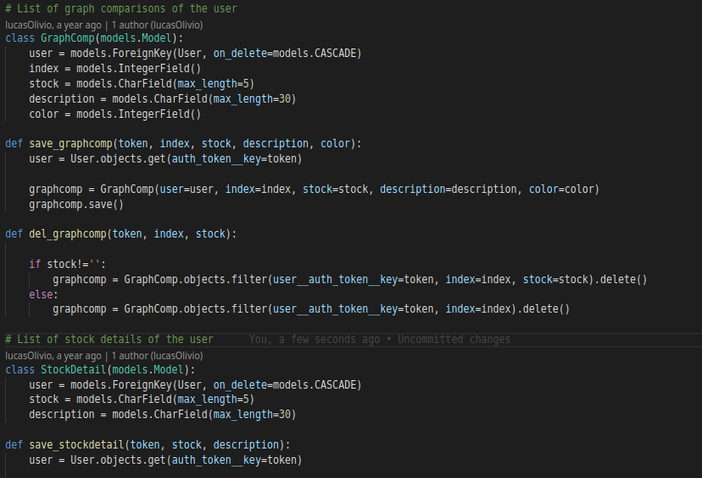 # List of graph comparisons of the user
lucasOlivio, a year ago | 1 author (lucasOlivio)
class GraphComp(models.Model):
    user = models.ForeignKey(User, on_delete=models.CASCADE)
    index = models.IntegerField()
    stock = models.CharField(max_length=5)
    description = models.CharField(max_length=30)
    color = models.IntegerField()
def save_graphcomp(token, index, stock, description, color):
    user = User.objects.get(auth_token__key=token)
    graphcomp = GraphComp(user=user, index=index, stock=stock, description=description, color=color)
    graphcomp.save()
def del_graphcomp(token, index, stock):
    if stock!='':
        graphcomp = GraphComp.objects.filter(user__auth_token__key=token, index=index, stock=stock).delete()
    else:
        graphcomp = GraphComp.objects.filter(user__auth_token__key=token, index=index).delete()
# List of stock details of the user You, a few seconds ago • Uncommitted changes
lucasOlivio, a year ago | 1 author (lucasOlivio)
class StockDetail(models.Model):
    user = models.ForeignKey(User, on_delete=models.CASCADE)
    stock = models.CharField(max_length=5)
    description = models.CharField(max_length=30)
def save_stockdetail(token, stock, description):
    user = User.objects.get(auth_token__key=token)